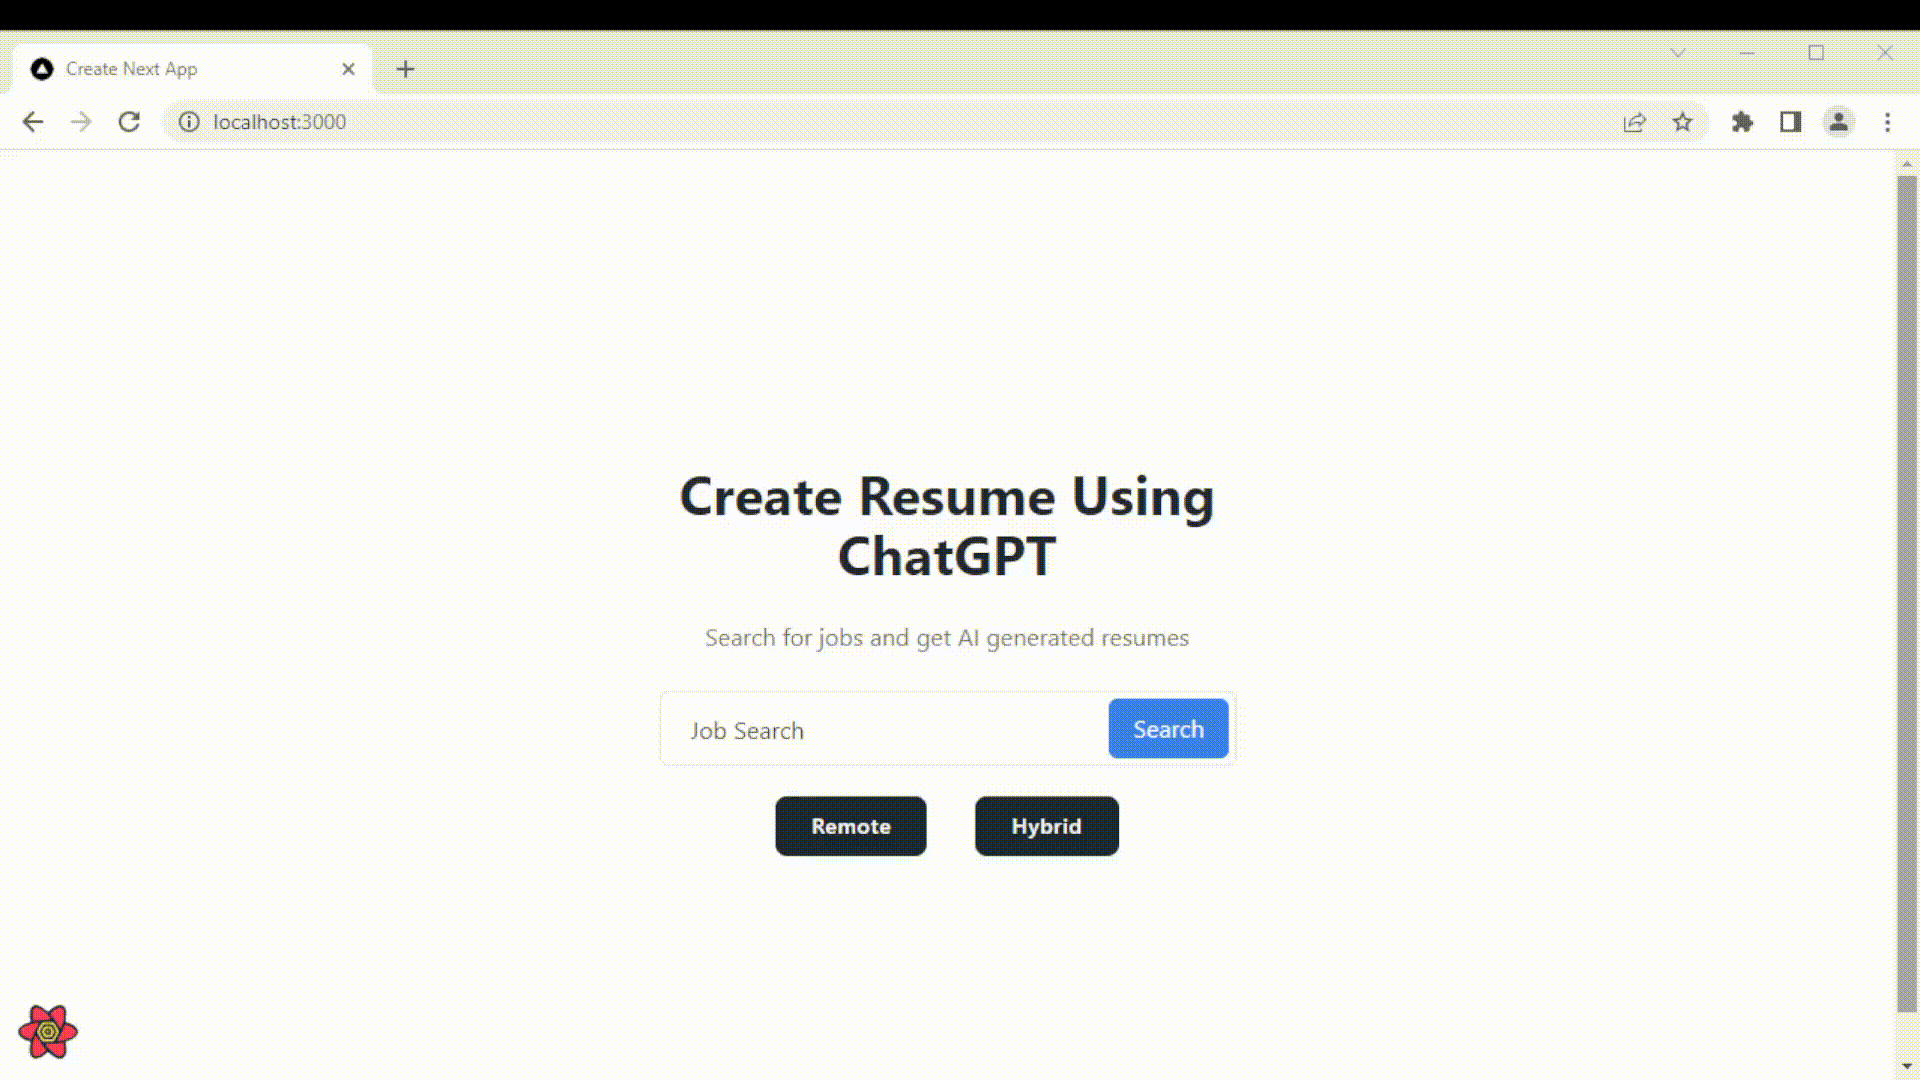 Create Next App
localhost:3000
Create Resume Using
ChatGPT
Search for jobs and get AI generated resumes
Job Search
Search
Remote
Hybrid